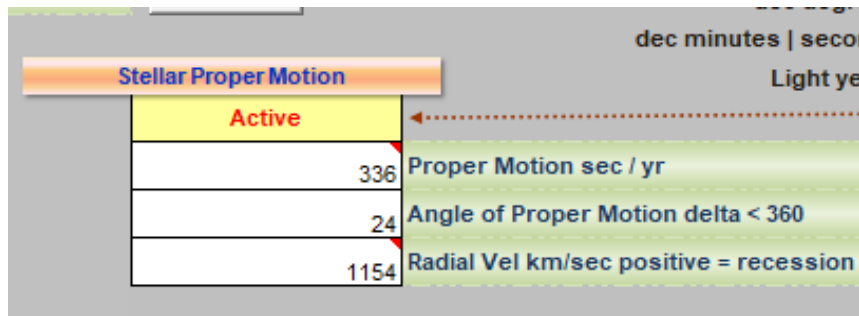 dec minutes | seco
Stellar Proper Motion
Light ye
Active
336 Proper Motion sec / yr
24 Angle of Proper Motion delta < 360
1154 Radial Vel km/sec positive = recession